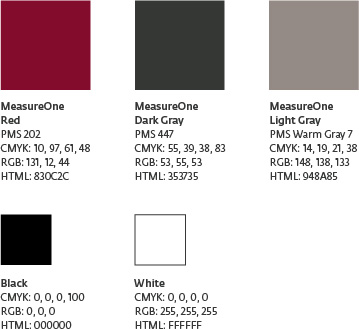 MeasureOne
Red
PMS 202
CMYK: 10, 97, 61, 48
RGB: 131, 12, 44
HTML: 830C2C
MeasureOne
Dark Gray
PMS 447
CMYK: 55, 39, 38, 83
RGB: 53, 55, 53
HTML: 353735
MeasureOne
Light Gray
PMS Warm Gray 7
CMYK: 14, 19, 21, 38
RGB: 148, 138, 133
HTML: 948A85
Black
CMYK: 0, 0, 0, 100
RGB: 0, 0, 0
HTML: 000000
White
CMYK: 0, 0, 0, 0
RGB: 255, 255, 255
HTML: FFFFFF